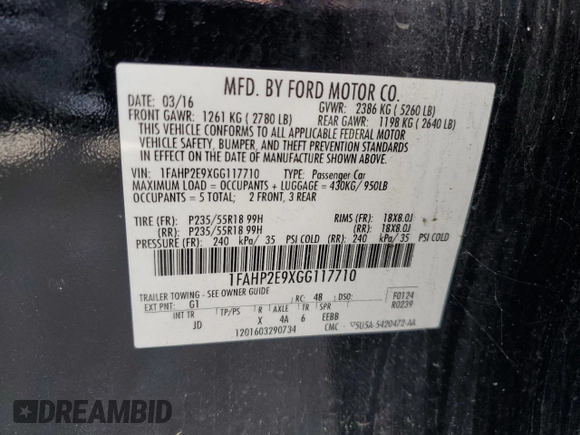 MFD. BY FORD MOTOR CO.
DATE: 03/16 GVWR: 2386 KG ( 5260 LB)
FRONT GAWR: 1261 KG ( 2780 LB) REAR GAWR: 1198 KG ( 2640 LB)
THIS VEHICLE CONFORMS TO ALL APPLICABLE FEDERAL MOTOR
VEHICLE SAFETY, BUMPER, AND THEFT PREVENTION STANDARDS
IN EFFECT ON THE DATE OF MANUFACTURE SHOWN ABOVE.
VIN: 1FAHP2E9XGG117710 TYPE: Passenger Car
MAXIMUM LOAD = OCCUPANTS + LUGGAGE = 430KG/ 950LB
OCCUPANTS = 5 TOTAL; 2 FRONT, 3 REAR
TIRE (FR): P235/55R18 99H RIMS (FR): 18X8.0J
(RR): P235/55R18 99H (RR): 18X8.0J
PRESSURE (FR): 240 kPa/ 35 PSI COLD (RR): 240 kPa/ 35 PSI COLD
1FAHP2E9XGG117710
TRAILER TOWING - SEE OWNER GUIDE
EXT PNT: G1 RC: 4B DSO: F0124
INT TR TP/PS R AXLE TR SPR R0239
JD X 4A 6 EEBB
1201603290734 CMC 5U5A-5420472-AA
DREAMBID